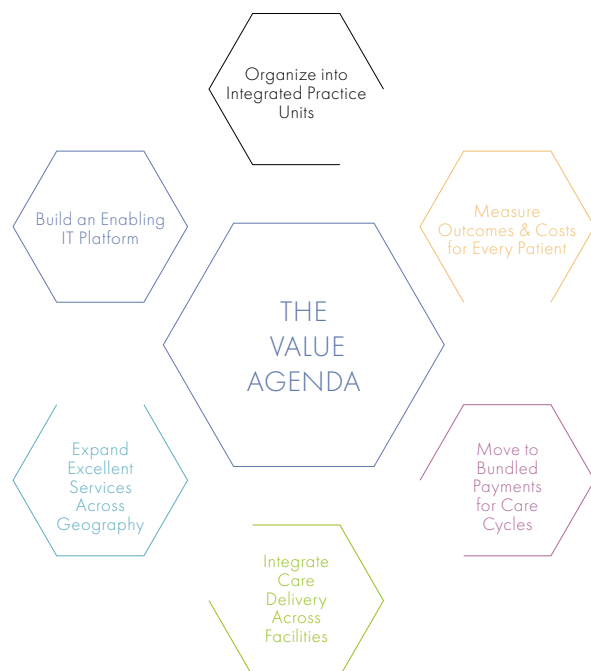 Organize into
Integrated Practice
Units
Measure
Outcomes & Costs
for Every Patient
Move to
Bundled
Payments
for Care
Cycles
Integrate
Care
Delivery
Across
Facilities
Expand
Excellent
Services
Across
Geography
Build an Enabling
IT Platform
THE
VALUE
AGENDA